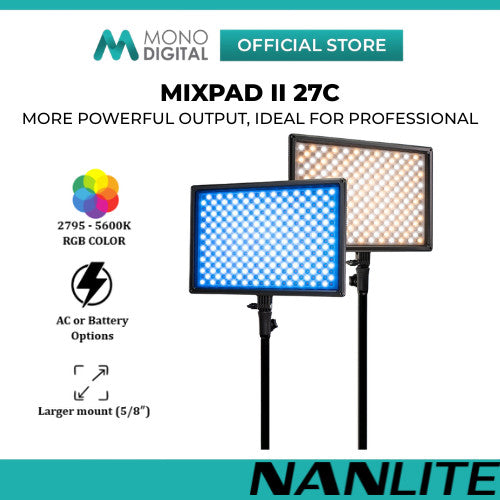 MONO
DIGITAL
OFFICIAL STORE
MIXPAD II 27C
MORE POWERFUL OUTPUT, IDEAL FOR PROFESSIONAL
2795 - 5600K
RGB COLOR
AC or Battery
Options
Larger mount (5/8″)
NANLITE